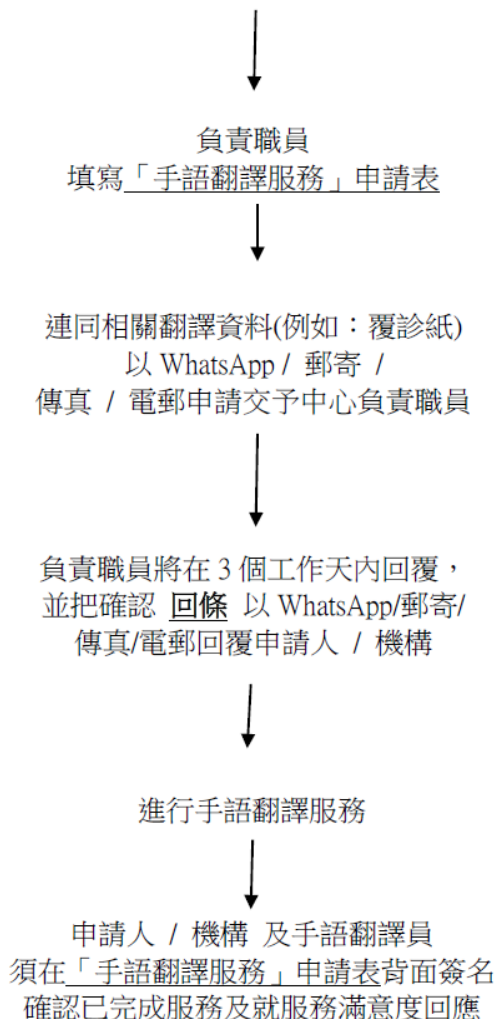 負責職員
填寫「手語翻譯服務」申請表
連同相關翻譯資料(例如：覆診紙)
以 WhatsApp / 郵寄 /
傳真 / 電郵申請交予中心負責職員
負責職員將在 3 個工作天內回覆，
並把確認 回條 以 WhatsApp/郵寄/
傳真/電郵回覆申請人 / 機構
進行手語翻譯服務
申請人 / 機構 及手語翻譯員
須在「手語翻譯服務」申請表背面簽名
確認已完成服務及就服務滿意度回應